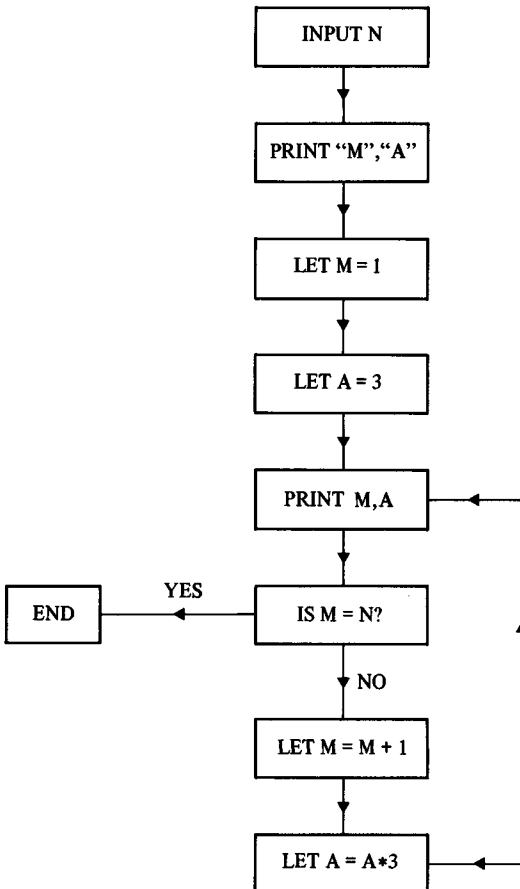 INPUT N
PRINT “M”,“A”
LET M = 1
LET A = 3
PRINT M,A
YES
END
IS M = N?
NO
LET M = M + 1
LET A = A*3